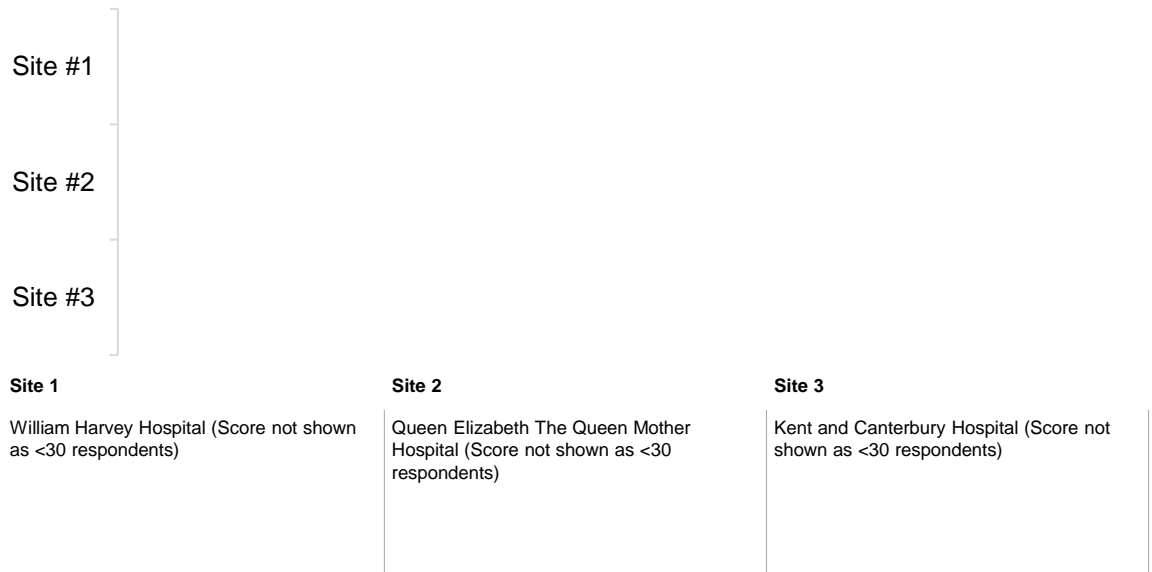 Site #1
Site #2
Site #3
Site 1
William Harvey Hospital (Score not shown
as <30 respondents)
Site 2
Queen Elizabeth The Queen Mother
Hospital (Score not shown as <30
respondents)
Site 3
Kent and Canterbury Hospital (Score not
shown as <30 respondents)